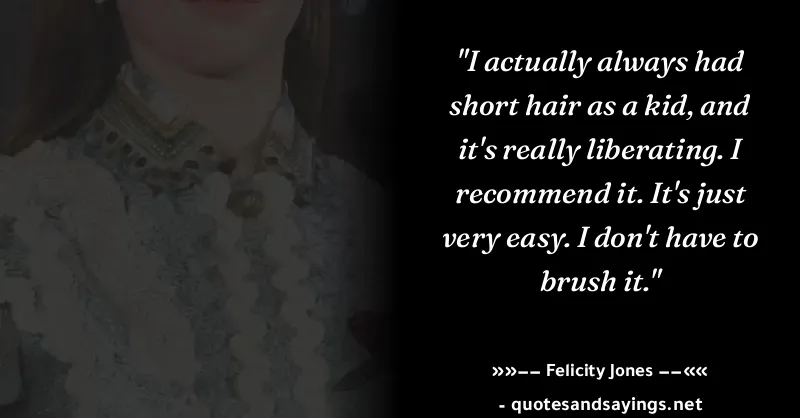 "I actually always had
short hair as a kid, and
it's really liberating. I
recommend it. It's just
very easy. I don't have to
brush it."
»»−− Felicity Jones −−««
- quotesandsayings.net